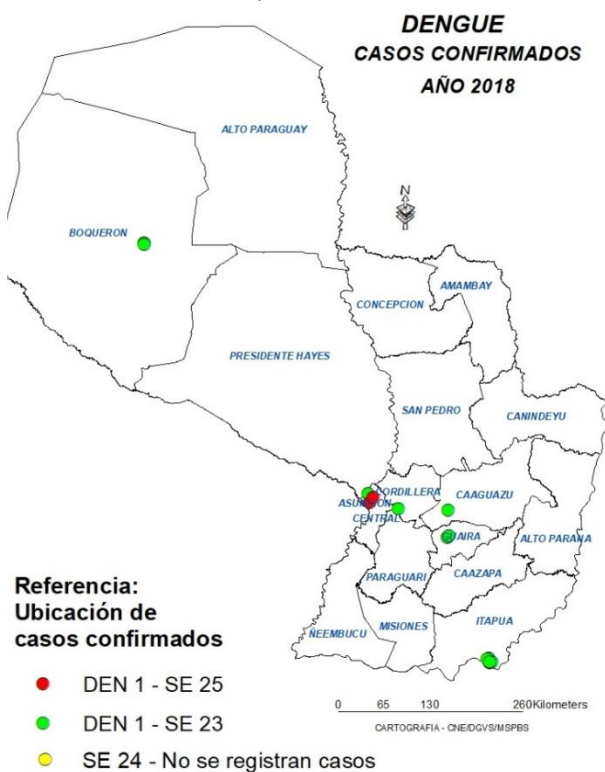 DENGUE
CASOS CONFIRMADOS
AÑO 2018
ALTO PARAGUAY
N
BOQUERON
AMAMBAY
CONCEPCION
PRESIDENTE HAYES
SAN PEDRO
CANINDEYU
CORDILLERA
CAAGUAZU
ASUNCION
CENTRAL
GUAIRA
ALTO PARANA
PARAGUARI
CAAZAPA
ITAPUA
ÑEEMBUCU
MISIONES
Referencia:
Ubicación de
casos confirmados
DEN 1 - SE 25
DEN 1 - SE 23
SE 24 - No se registran casos
0 65 130 260 Kilometers
CARTOGRAFIA - CNE/DGVS/MSPBS